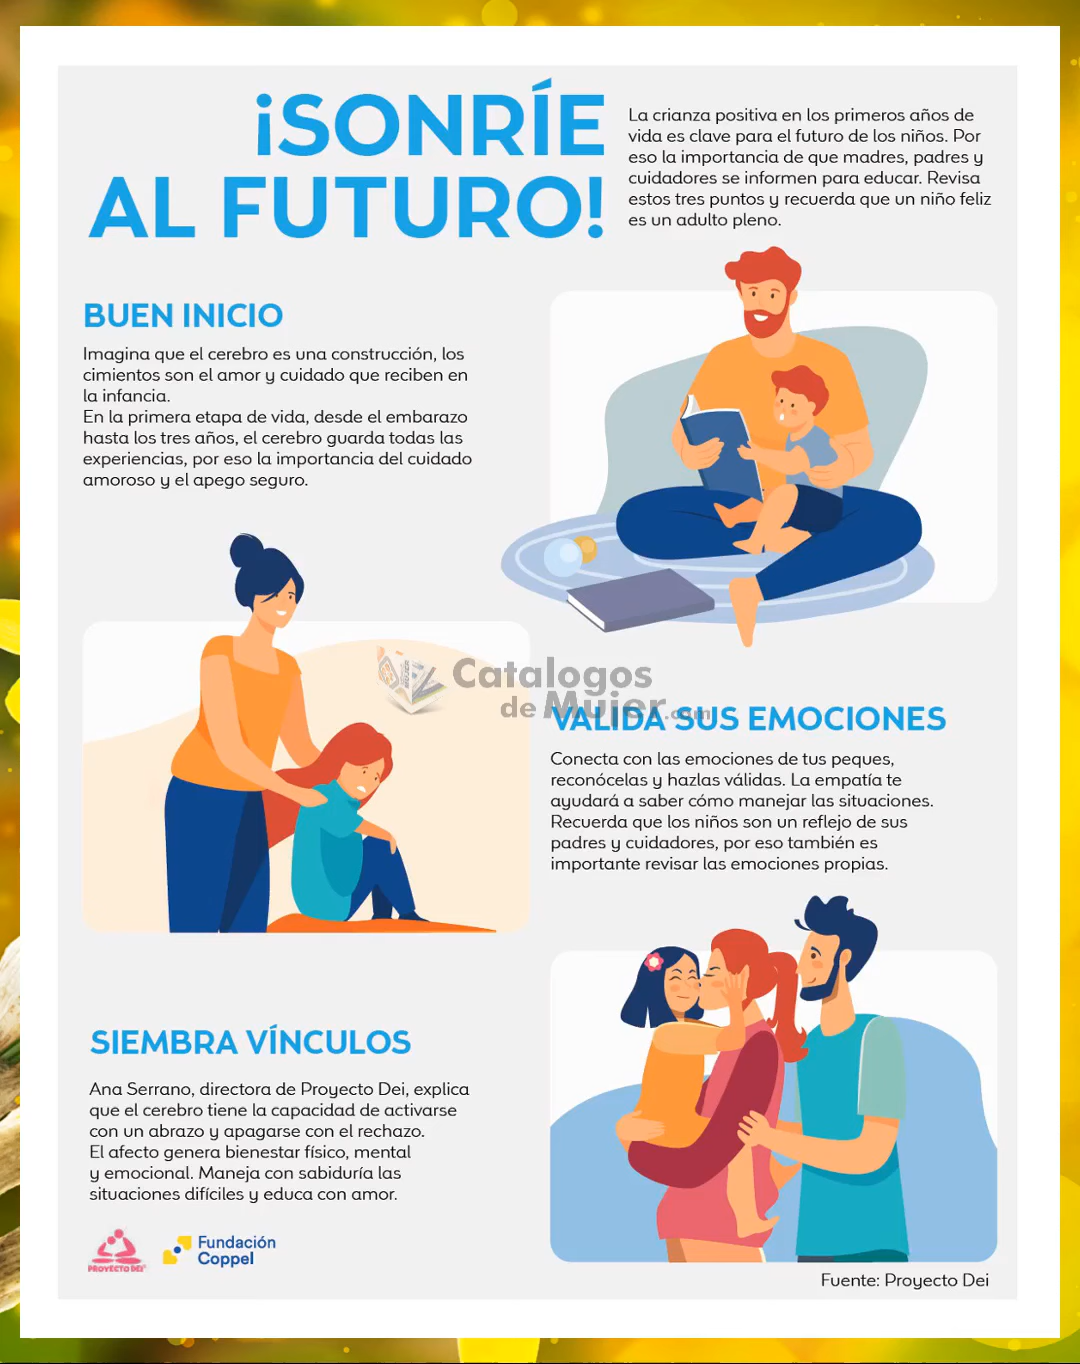 ¡SONRÍE
AL FUTURO!
La crianza positiva en los primeros años de
vida es clave para el futuro de los niños. Por
eso la importancia de que madres, padres y
cuidadores se informen para educar. Revisa
estos tres puntos y recuerda que un niño feliz
es un adulto pleno.
BUEN INICIO
Imagina que el cerebro es una construcción, los
cimientos son el amor y cuidado que reciben en
la infancia.
En la primera etapa de vida, desde el embarazo
hasta los tres años, el cerebro guarda todas las
experiencias, por eso la importancia del cuidado
amoroso y el apego seguro.
Catalogos
de Mujer.com
VALIDA SUS EMOCIONES
Conecta con las emociones de tus peques,
reconócelas y hazlas válidas. La empatía te
ayudará a saber cómo manejar las situaciones.
Recuerda que los niños son un reflejo de sus
padres y cuidadores, por eso también es
importante revisar las emociones propias.
SIEMBRA VÍNCULOS
Ana Serrano, directora de Proyecto Dei, explica
que el cerebro tiene la capacidad de activarse
con un abrazo y apagarse con el rechazo.
El afecto genera bienestar físico, mental
y emocional. Maneja con sabiduría las
situaciones difíciles y educa con amor.
PROYECTO DEI
Fundación
Coppel
Fuente: Proyecto Dei